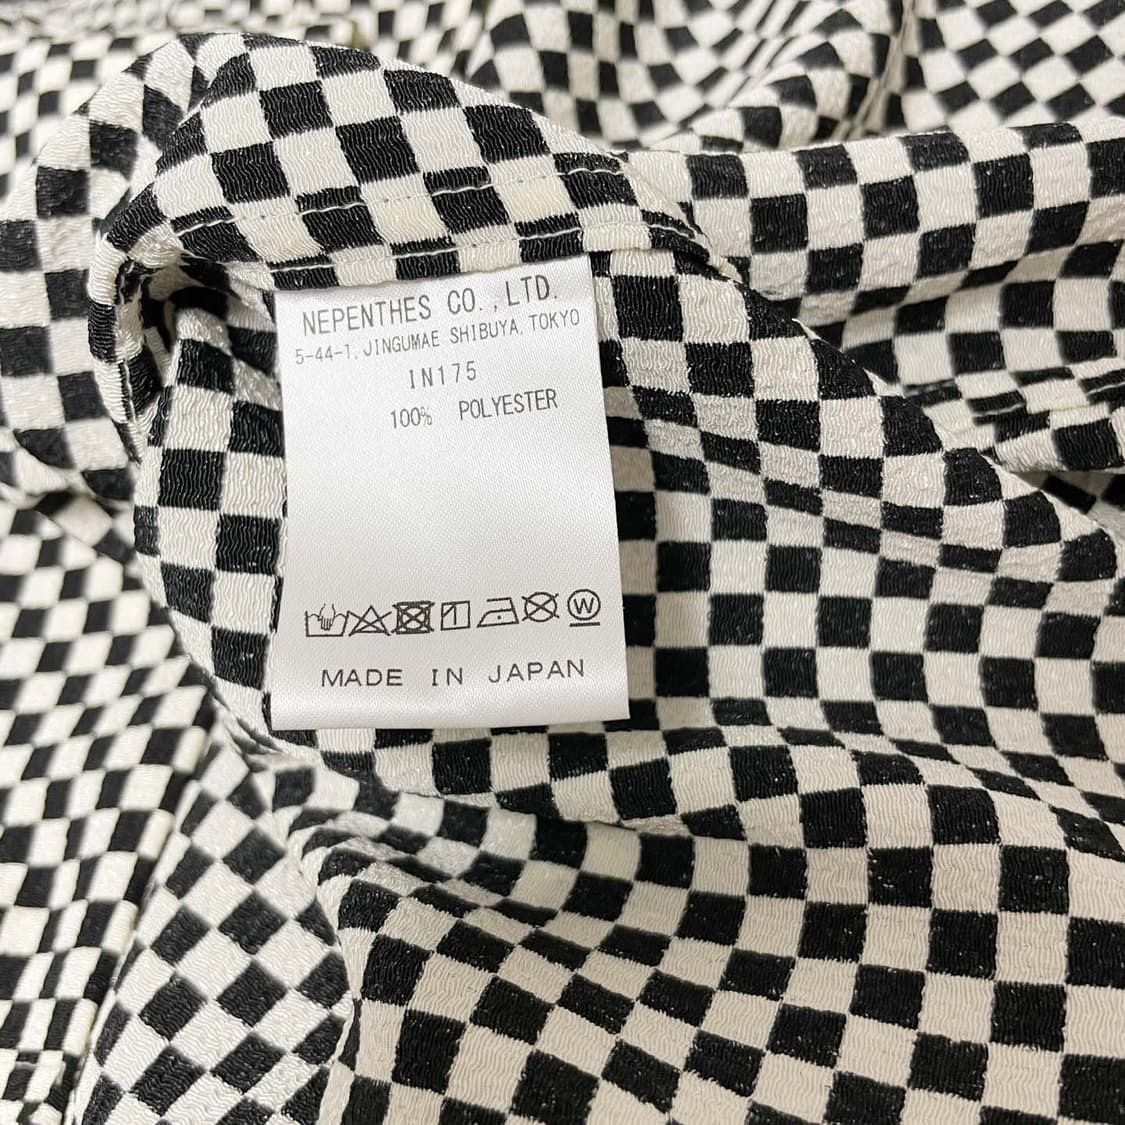 NEPENTHES CO.,LTD.
5-44-1, JINGUMAE SHIBUYA, TOKYO
IN175
100% POLYESTER
W
MADE IN JAPAN